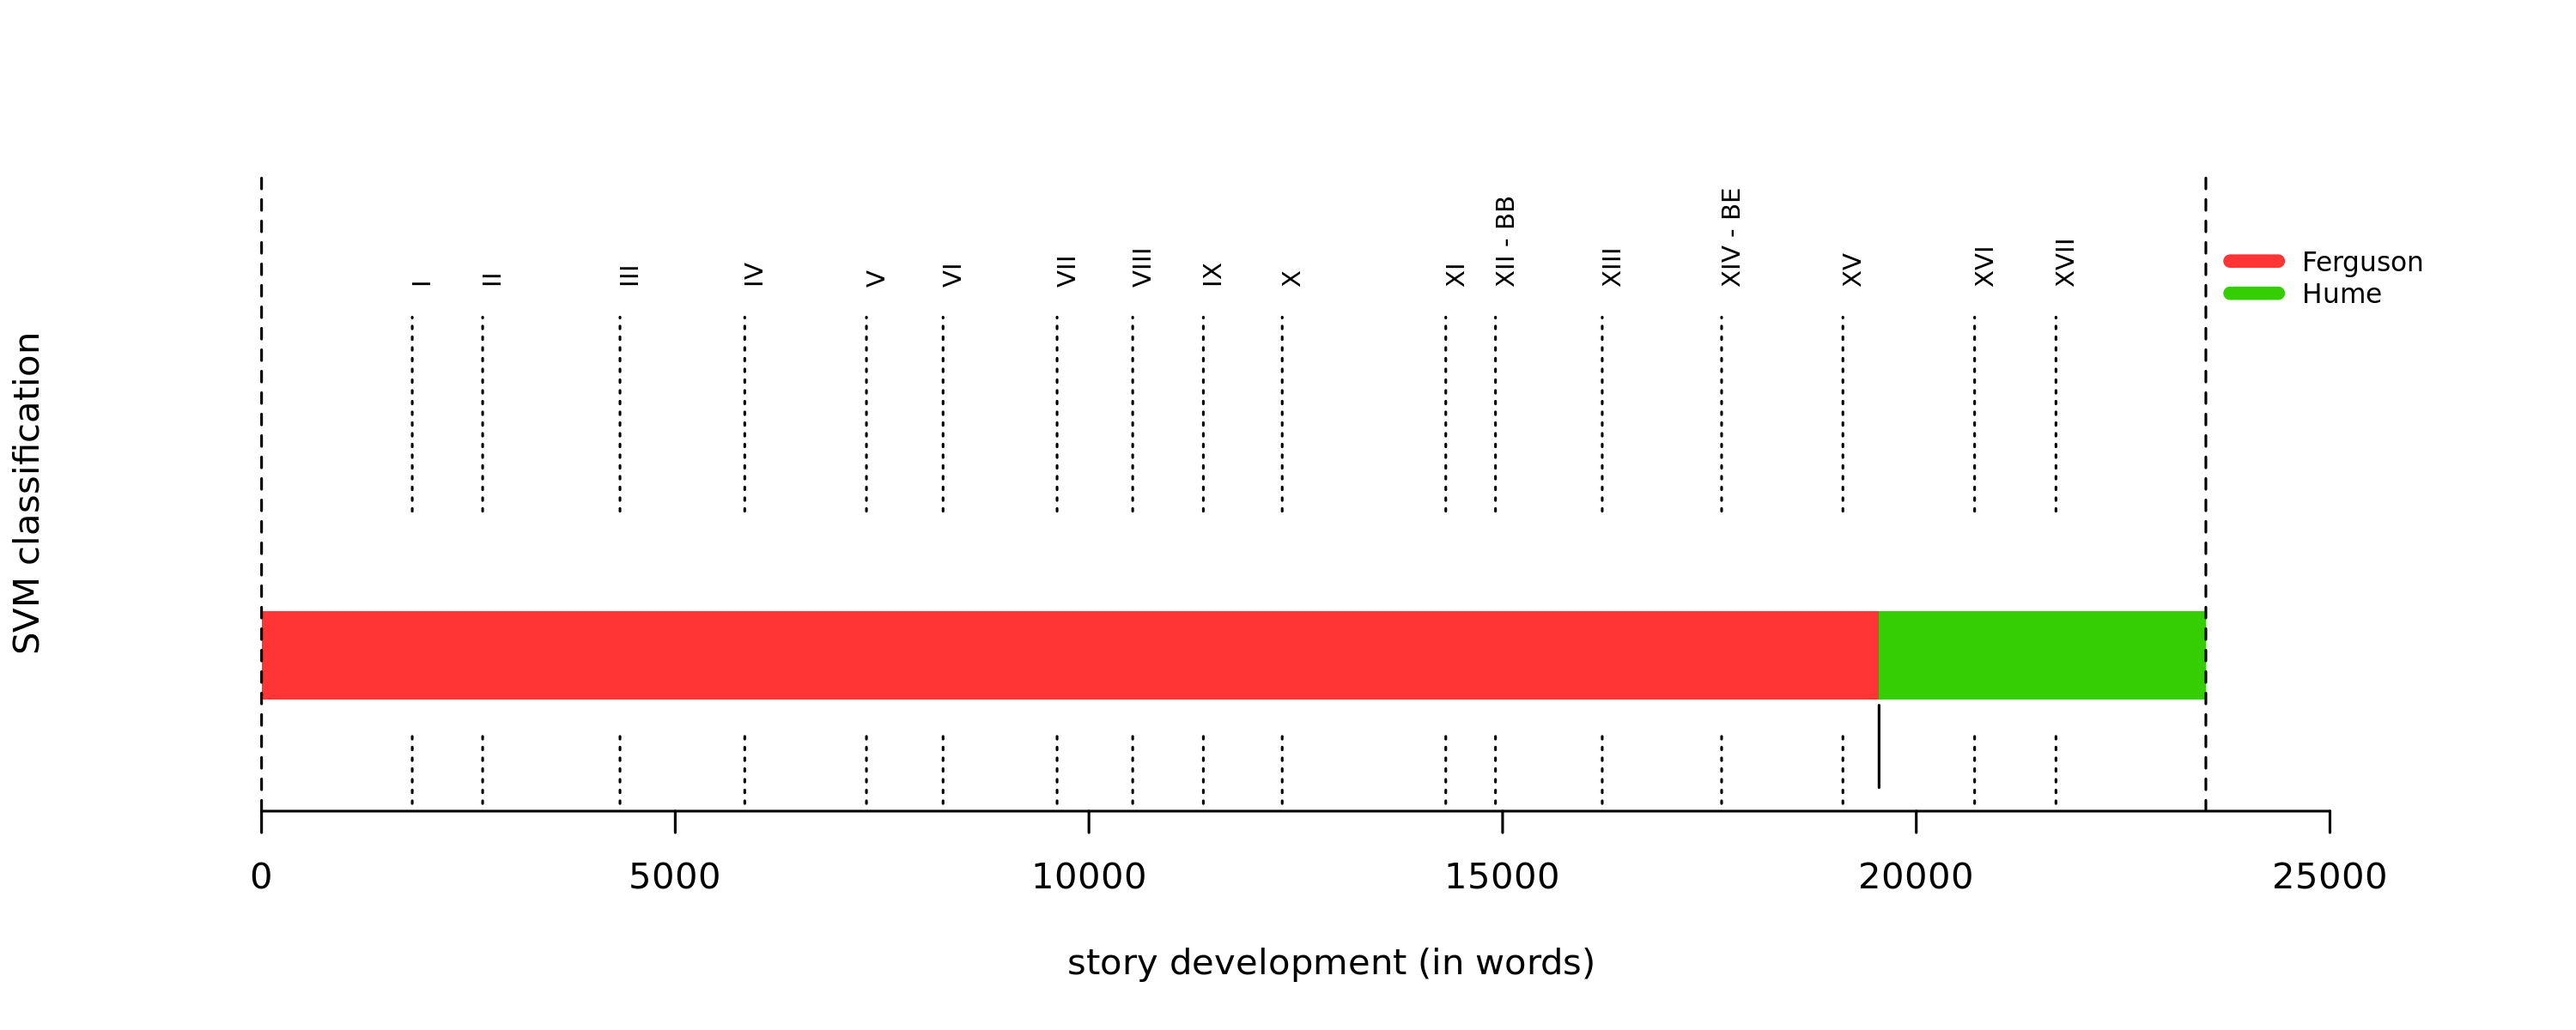 I
II
III
IV
V
VI
VII
VIII
IX
X
XI
XII - BB
XIII
XIV - BE
XV
XVI
XVII
Ferguson
Hume
SVM classification
0
5000
10000
15000
20000
25000
story development (in words)